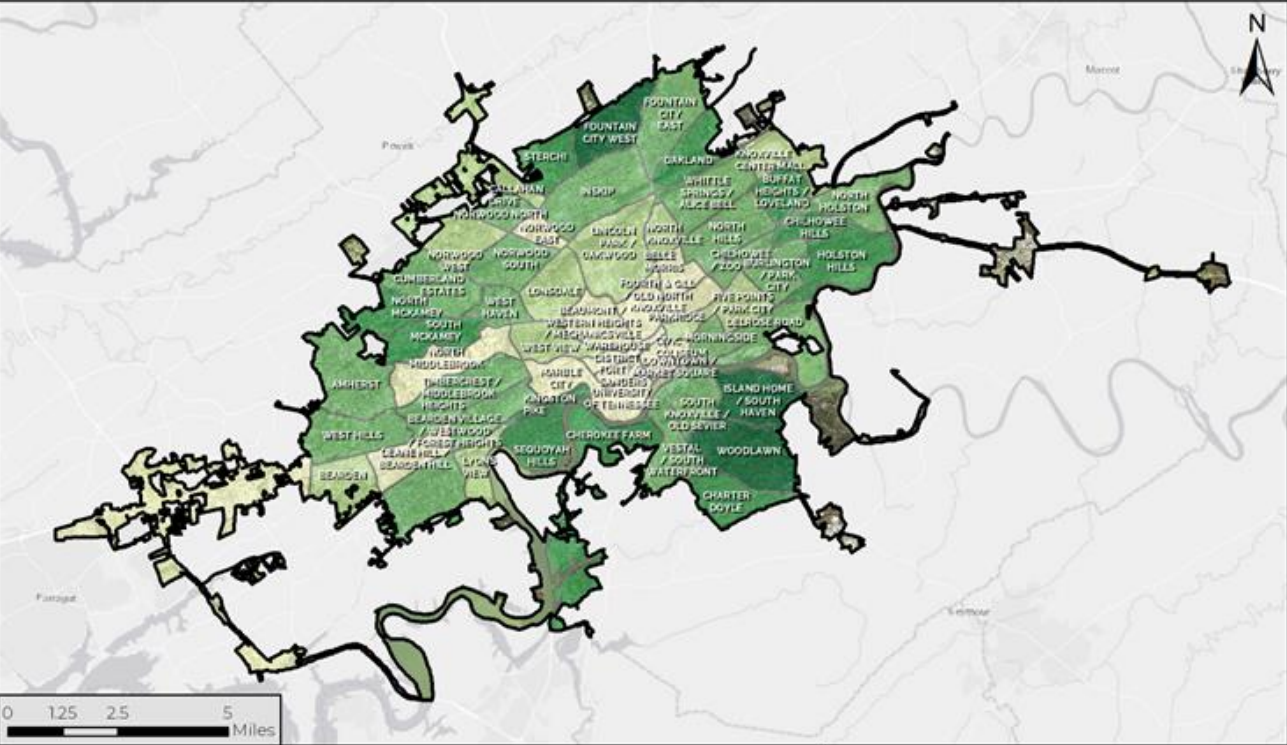 N
Mascot
Powell
FOUNTAIN
CITY
EAST
FOUNTAIN
CITY WEST
STERCHI
OAKLAND
KNOXVILLE
CENTER MALL
CALLAHAN
DRIVE
INSKIP
WHITTLE
SPRINGS /
ALICE BELL
BUFFAT
HEIGHTS /
LOVELAND
NORTH
HOLSTON
NORWOOD NORTH
NORWOOD
EAST
LINCOLN
PARK /
OAKWOOD
NORTH
KNOXVILLE
NORTH
HILLS
CHILHOWEE
HILLS
NORWOOD
WEST
NORWOOD
SOUTH
BELLE
MORRIS
CHILHOWEE
/ ZOO
BURLINGTON
/ PARK
CITY
HOLSTON
HILLS
CUMBERLAND
ESTATES
LONSDALE
FOURTH & GILL
/ OLD NORTH
KNOXVILLE
FIVE POINTS
/ PARK CITY
NORTH
MCKAMEY
WEST
HAVEN
BEAUMONT /
WESTERN HEIGHTS
/ MECHANICSVILLE
PARKRIDGE
DELROSE ROAD
SOUTH
MCKAMEY
WEST VIEW
WAREHOUSE
DISTRICT
CIVIC
COLISEUM
MORNINGSIDE
NORTH
MIDDLEBROOK
DOWNTOWN /
MARKET SQUARE
AMHERST
TIMBERCREST /
MIDDLEBROOK
HEIGHTS
MARBLE
CITY
FORT
SANDERS
UNIVERSITY
OF TENNESSEE
ISLAND HOME
/ SOUTH
HAVEN
KINGSTON
PIKE
SOUTH
KNOXVILLE /
OLD SEVIER
WEST HILLS
BEARDEN VILLAGE
/ WESTWOOD
/ FOREST HEIGHTS
CHEROKEE FARM
DEANE HILL /
BEARDEN HILL
LYONS
VIEW
SEQUOYAH
HILLS
VESTAL
/ SOUTH
WATERFRONT
WOODLAWN
BEARDEN
CHARTER
DOYLE
Farragut
Seymour
0 1.25 2.5 5
Miles